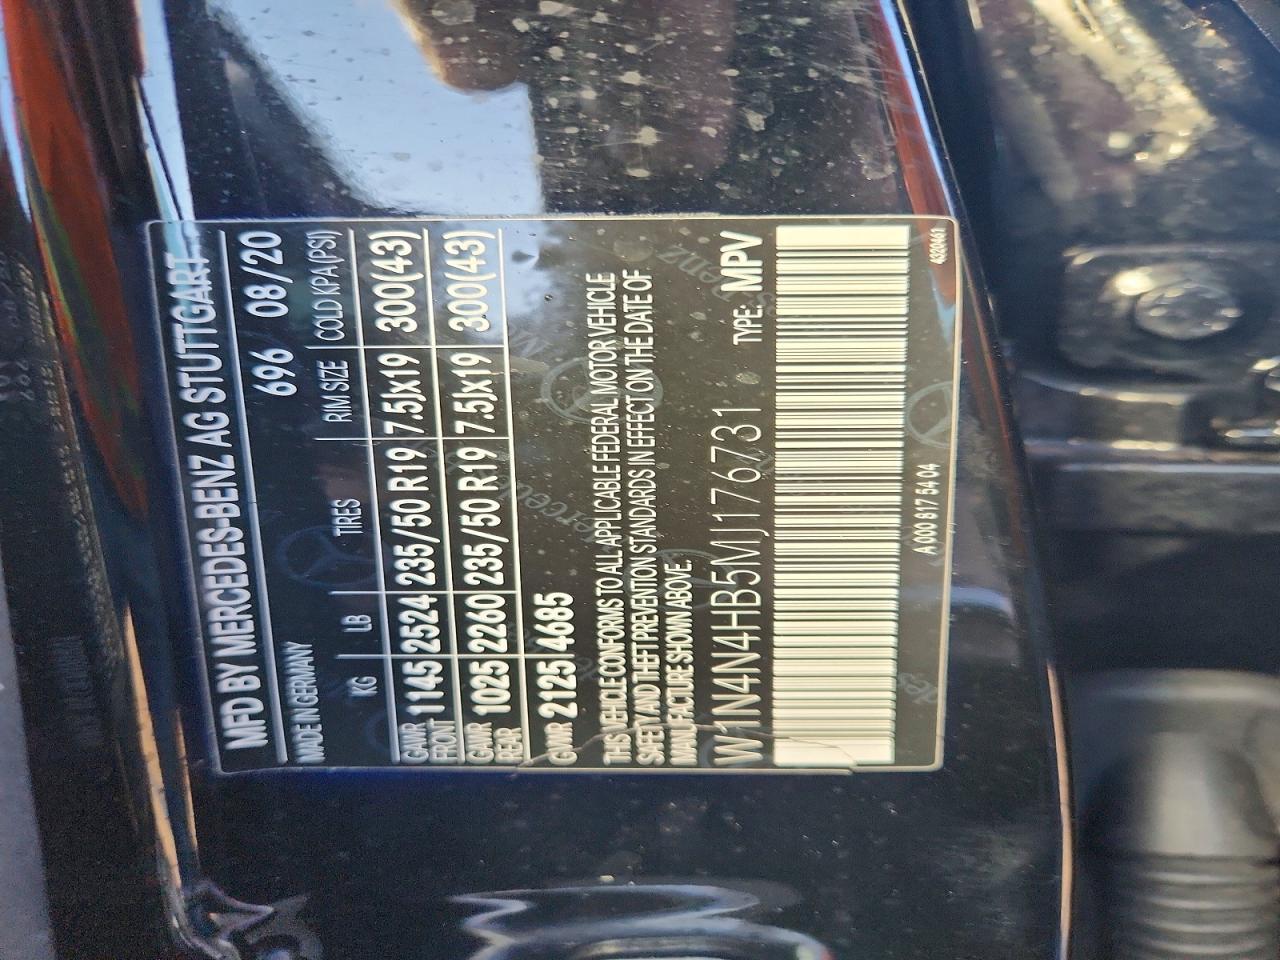 MFD BY MERCEDES-BENZ AG STUTTGART
696 08/20
MADE IN GERMANY
KG LB TIRES RIM SIZE COLD KPA (PSI)
GAWR FRONT 1145 2524 235/50 R19 7.5Jx19 300(43)
GAWR REAR 1025 2260 235/50 R19 7.5Jx19 300(43)
GVWR 2125 4685
THIS VEHICLE CONFORMS TO ALL APPLICABLE FEDERAL MOTOR VEHICLE
SAFETY AND THEFT PREVENTION STANDARDS IN EFFECT ON THE DATE OF
MANUFACTURE SHOWN ABOVE.
W1N4N4HB5MJ176731 TYPE: MPV
A 000 817 54 04
4320461